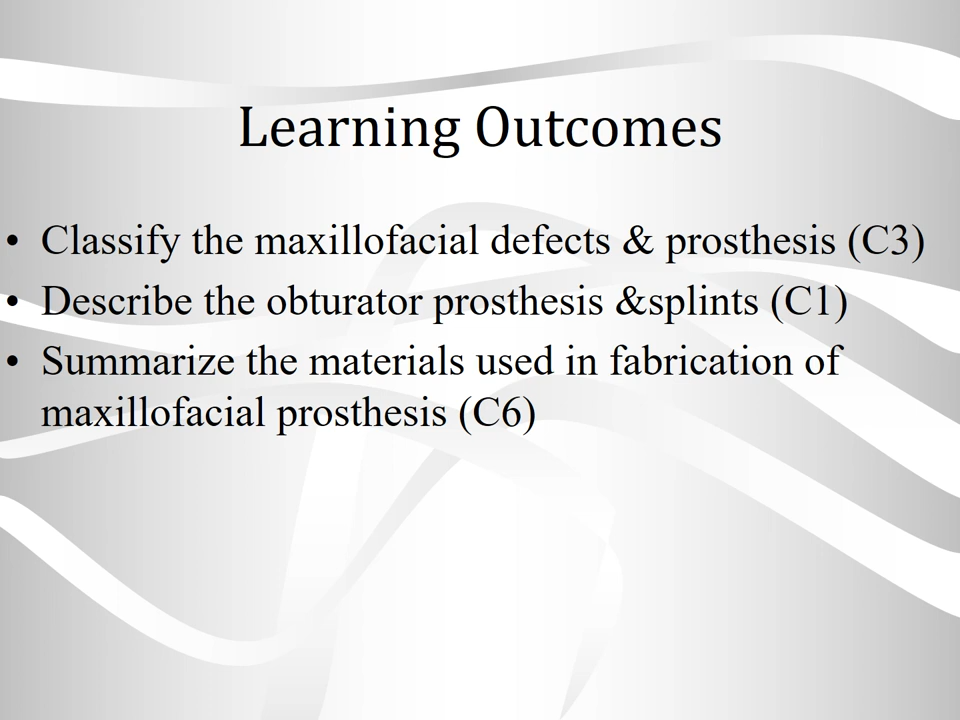 Learning Outcomes
• Classify the maxillofacial defects & prosthesis (C3)
• Describe the obturator prosthesis &splints (C1)
• Summarize the materials used in fabrication of
maxillofacial prosthesis (C6)